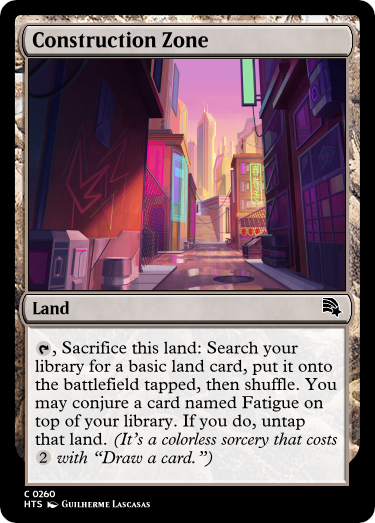 Construction Zone
Land
, Sacrifice this land: Search your
library for a basic land card, put it onto
the battlefield tapped, then shuffle. You
may conjure a card named Fatigue on
top of your library. If you do, untap
that land. (It's a colorless sorcery that costs
2 with “Draw a card.”)
C 0260
HTS Guilherme Lascasas